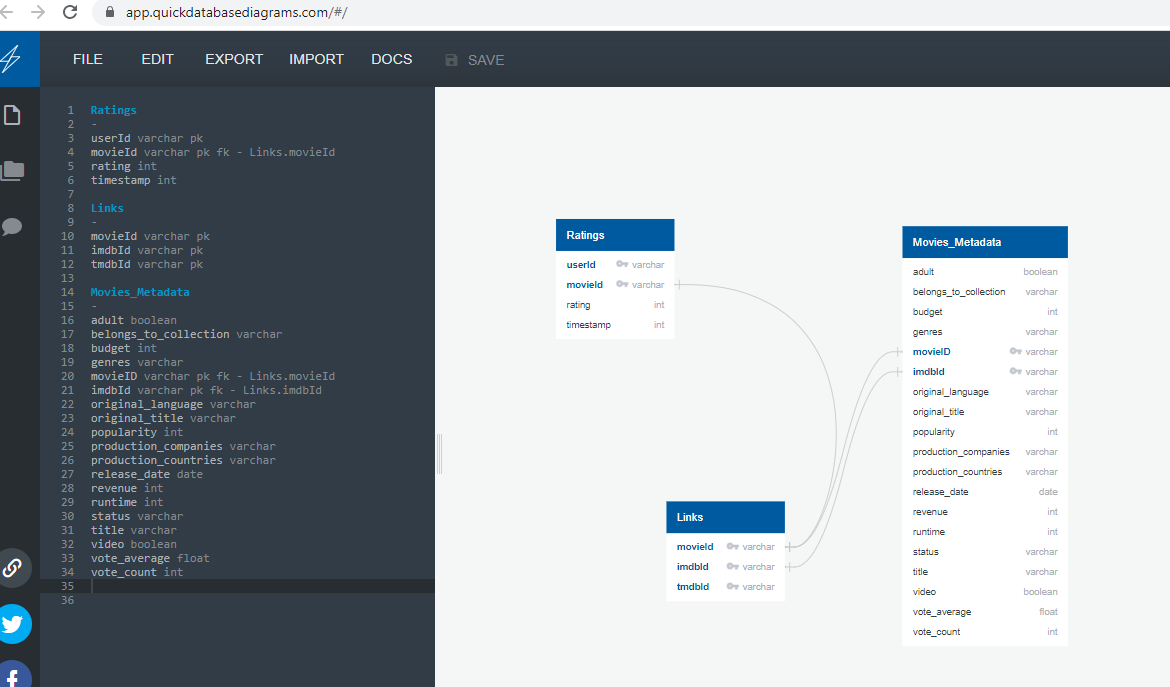 app.quickdatabasediagrams.com/#/
FILE EDIT EXPORT IMPORT DOCS SAVE
1 Ratings
2 -
3 userId varchar pk
4 movieId varchar pk fk - Links.movieId
5 rating int
6 timestamp int
7
8 Links
9 -
10 movieId varchar pk
11 imdbId varchar pk
12 tmdbId varchar pk
13
14 Movies_Metadata
15 -
16 adult boolean
17 belongs_to_collection varchar
18 budget int
19 genres varchar
20 movieID varchar pk fk - Links.movieId
21 imdbId varchar pk fk - Links.imdbId
22 original_language varchar
23 original_title varchar
24 popularity int
25 production_companies varchar
26 production_countries varchar
27 release_date date
28 revenue int
29 runtime int
30 status varchar
31 title varchar
32 video boolean
33 vote_average float
34 vote_count int
35
36
Ratings
userId varchar
movieId varchar
rating int
timestamp int
Links
movieId varchar
imdbId varchar
tmdbId varchar
Movies_Metadata
adult boolean
belongs_to_collection varchar
budget int
genres varchar
movieID varchar
imdbId varchar
original_language varchar
original_title varchar
popularity int
production_companies varchar
production_countries varchar
release_date date
revenue int
runtime int
status varchar
title varchar
video boolean
vote_average float
vote_count int